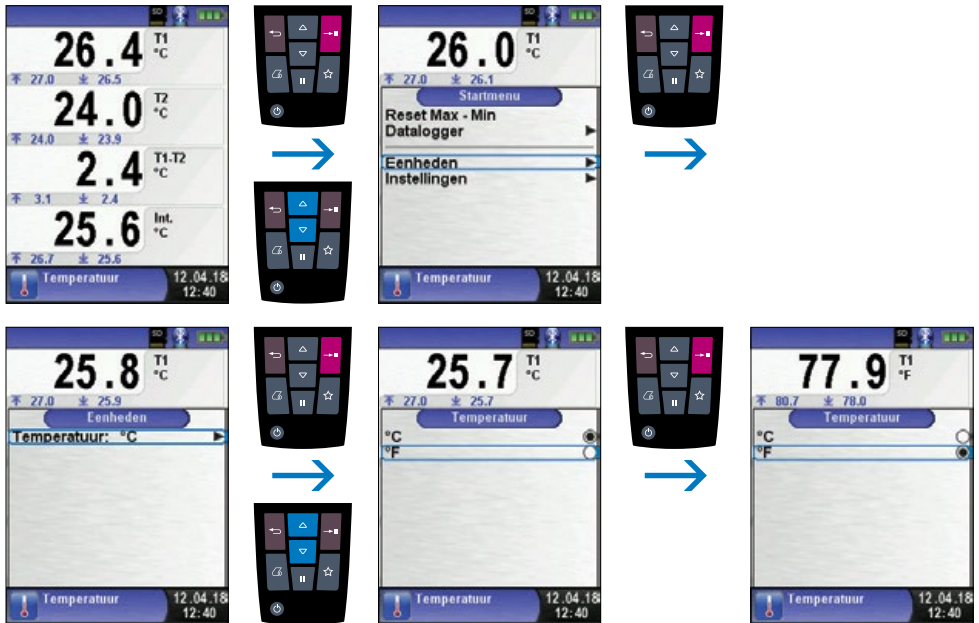 SD
26.4 T1 °C
27.0 26.5
24.0 T2 °C
24.0 23.9
2.4 T1-T2 °C
3.1 2.4
25.6 Int. °C
26.7 25.6
Temperatuur 12.04.18
12:40
SD
26.0 T1 °C
27.0 26.1
Startmenu
Reset Max - Min
Datalogger
Eenheden
Instellingen
Temperatuur 12.04.18
12:40
SD
25.8 T1 °C
27.0 25.9
Eenheden
Temperatuur: °C
Temperatuur 12.04.18
12:40
SD
25.7 T1 °C
27.0 25.7
Temperatuur
°C
°F
Temperatuur 12.04.18
12:40
SD
77.9 T1 °F
80.7 78.0
Temperatuur
°C
°F
Temperatuur 12.04.18
12:40